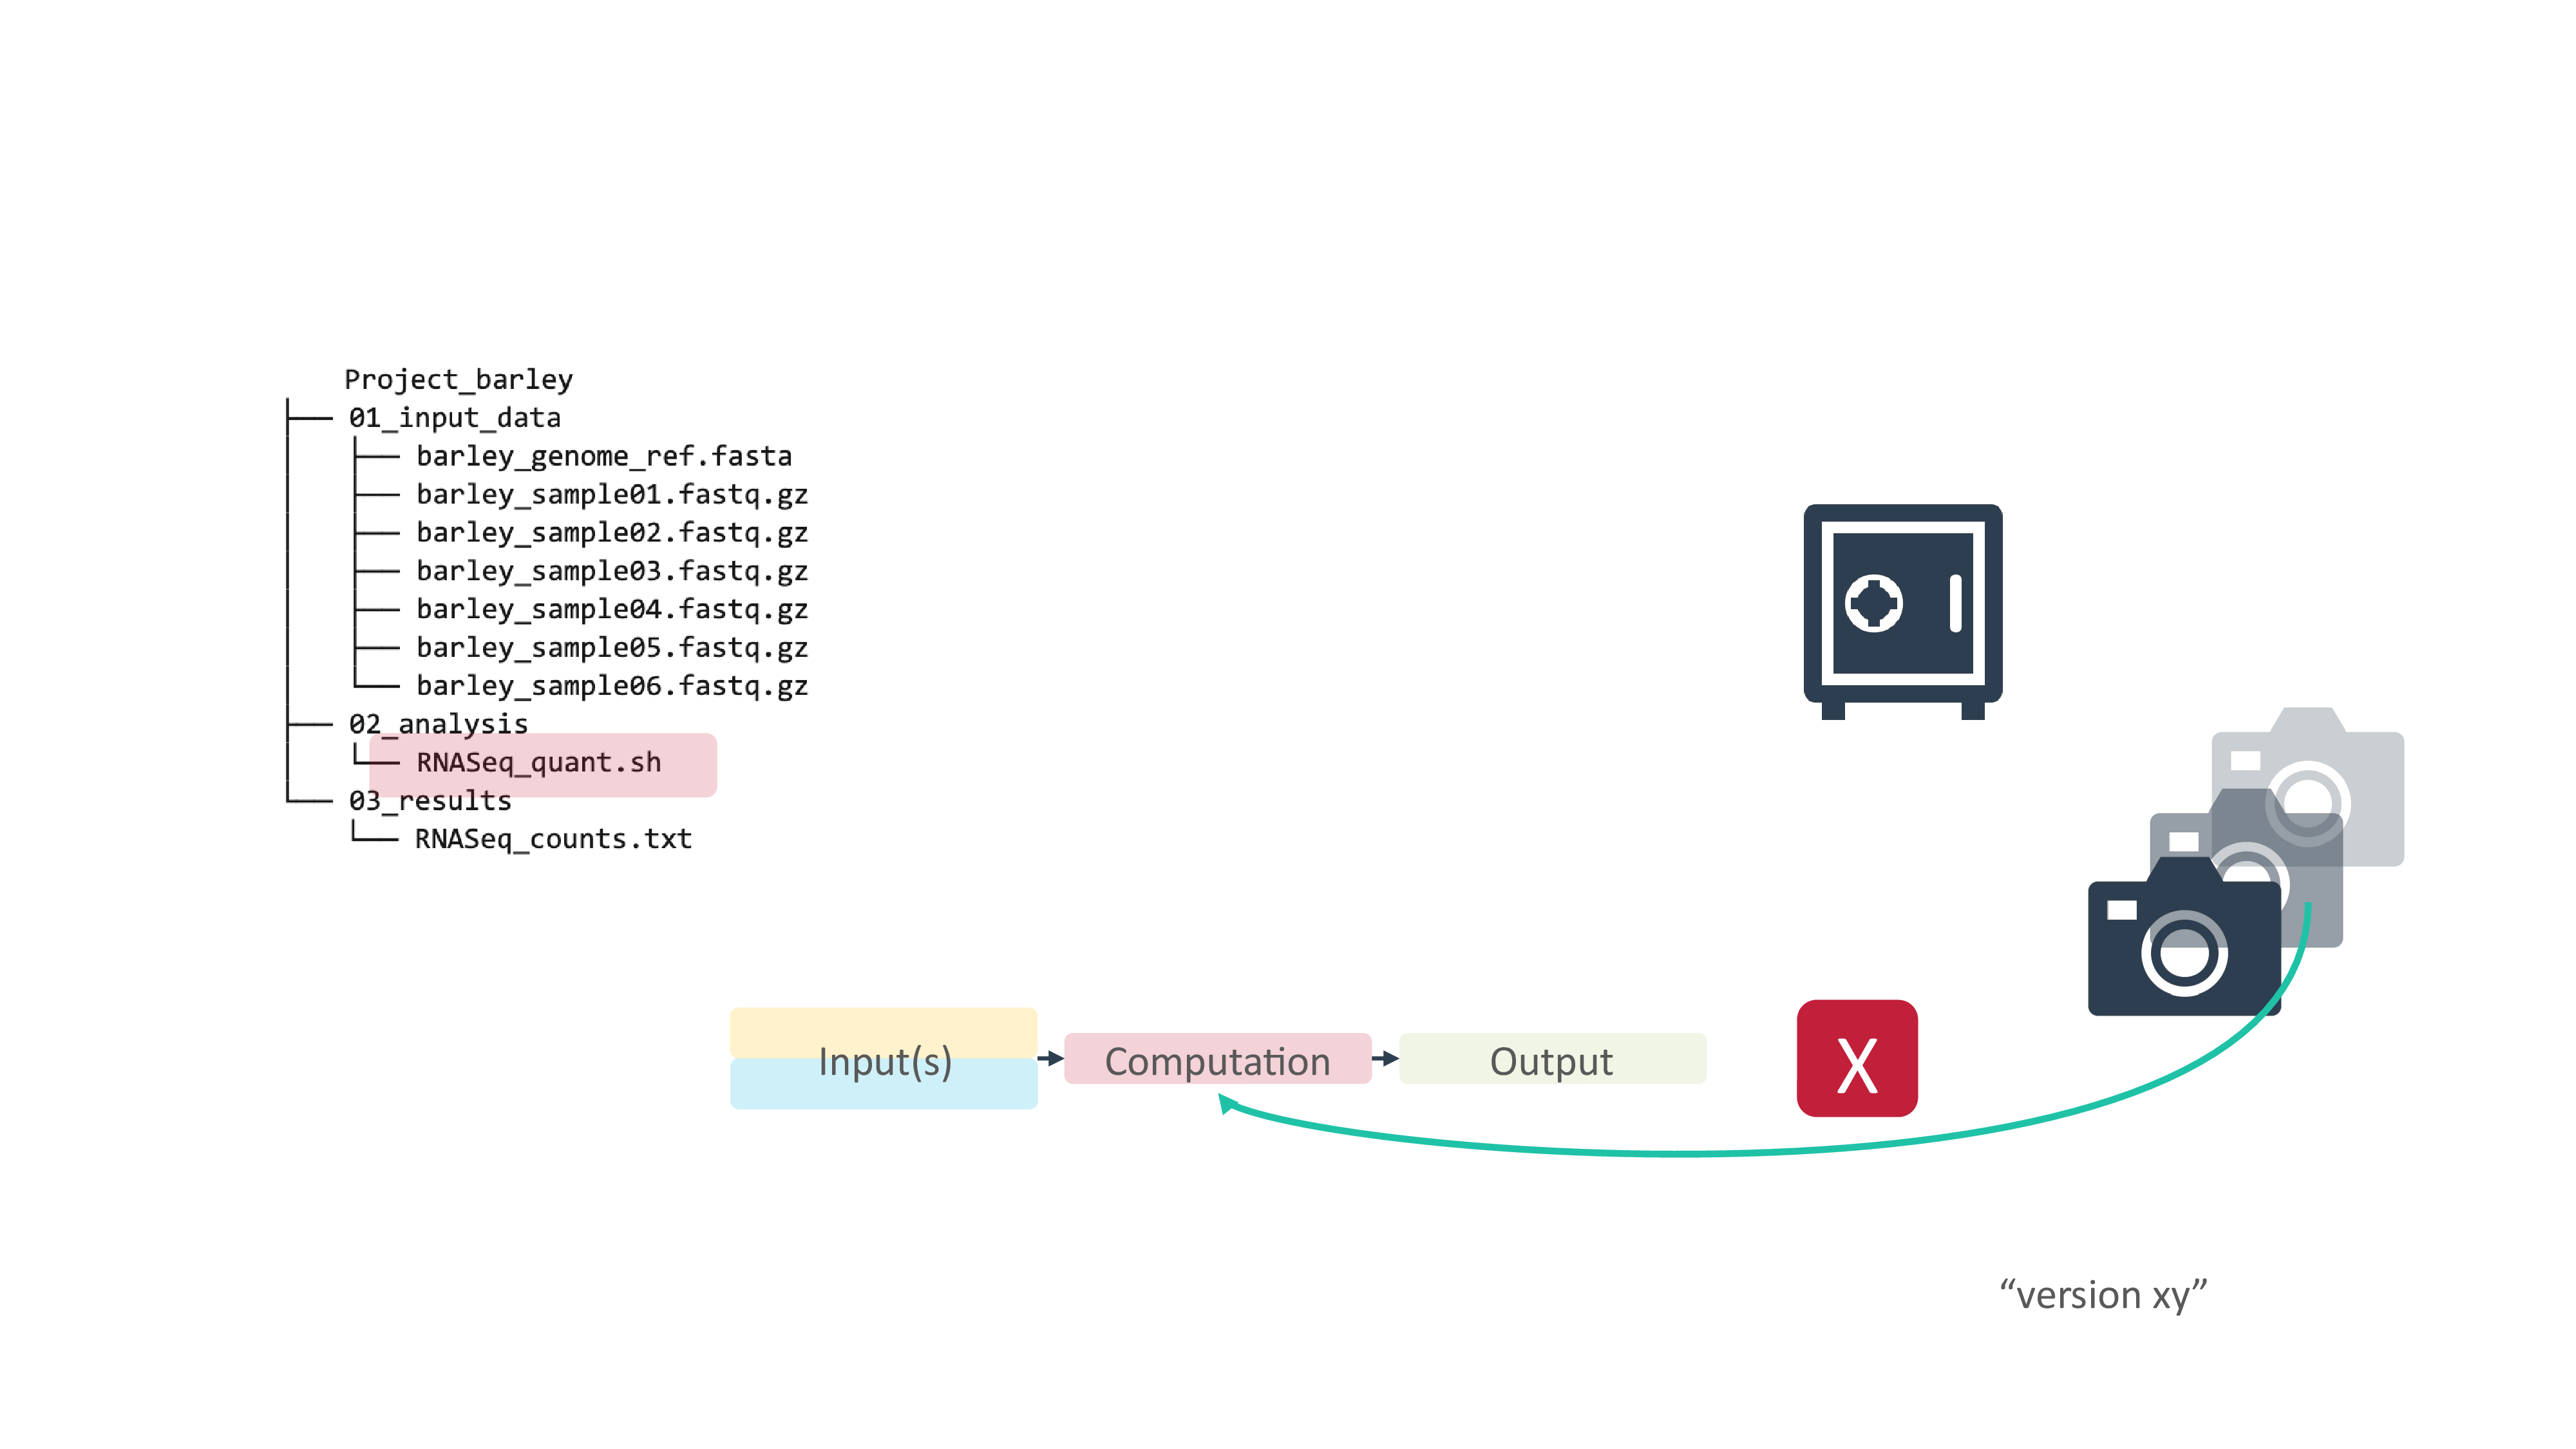 Project_barley
01_input_data
barley_genome_ref.fasta
barley_sample01.fastq.gz
barley_sample02.fastq.gz
barley_sample03.fastq.gz
barley_sample04.fastq.gz
barley_sample05.fastq.gz
barley_sample06.fastq.gz
02_analysis
RNASeq_quant.sh
03_results
RNASeq_counts.txt
Input(s)
Computation
Output
X
“version xy”